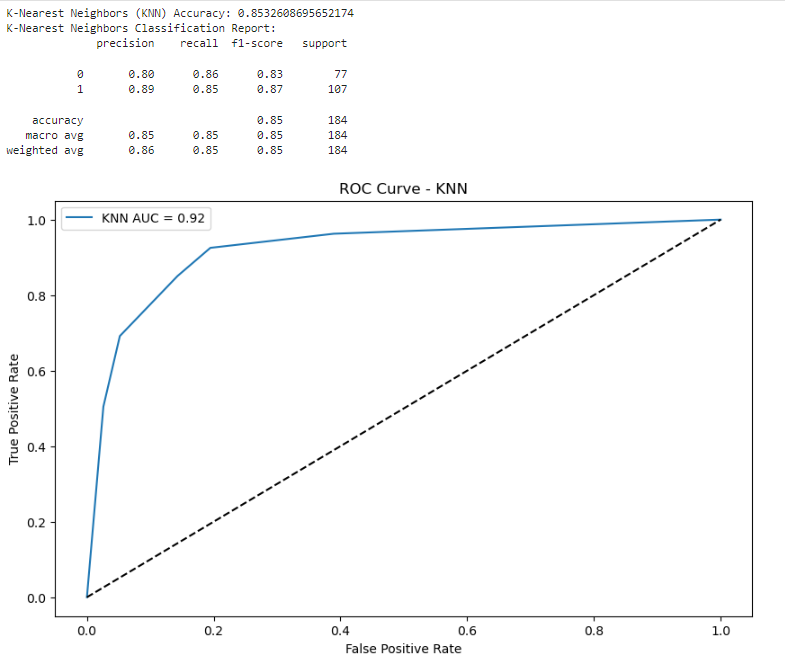 K-Nearest Neighbors (KNN) Accuracy: 0.8532608695652174
K-Nearest Neighbors Classification Report:
precision recall f1-score support
0 0.80 0.86 0.83 77
1 0.89 0.85 0.87 107
accuracy 0.85 184
macro avg 0.85 0.85 0.85 184
weighted avg 0.86 0.85 0.85 184
ROC Curve - KNN
KNN AUC = 0.92
1.0
0.8
0.6
0.4
0.2
0.0
True Positive Rate
0.0 0.2 0.4 0.6 0.8 1.0
False Positive Rate